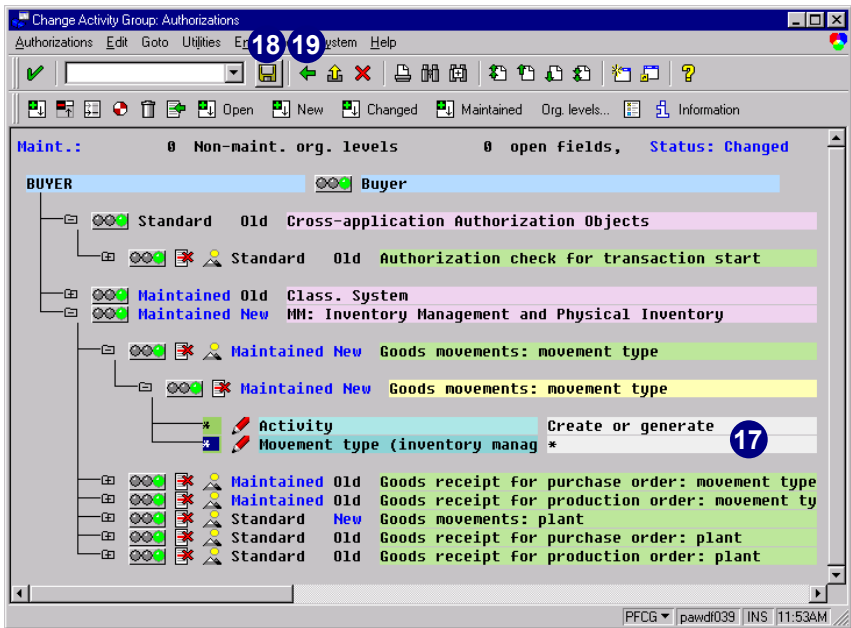 Change Activity Group: Authorizations
Authorizations Edit Goto Utilities En 18 19 ystem Help
Open New Changed Maintained Org. levels... Information
Maint.: 0 Non-maint. org. levels 0 open fields, Status: Changed
BUYER Buyer
Standard Old Cross-application Authorization Objects
Standard Old Authorization check for transaction start
Maintained Old Class. System
Maintained New MM: Inventory Management and Physical Inventory
Maintained New Goods movements: movement type
Maintained New Goods movements: movement type
* Activity Create or generate
* Movement type (inventory manag * 17
Maintained Old Goods receipt for purchase order: movement type
Maintained Old Goods receipt for production order: movement ty
Standard New Goods movements: plant
Standard Old Goods receipt for purchase order: plant
Standard Old Goods receipt for production order: plant
PFCG pawdf039 INS 11:53AM